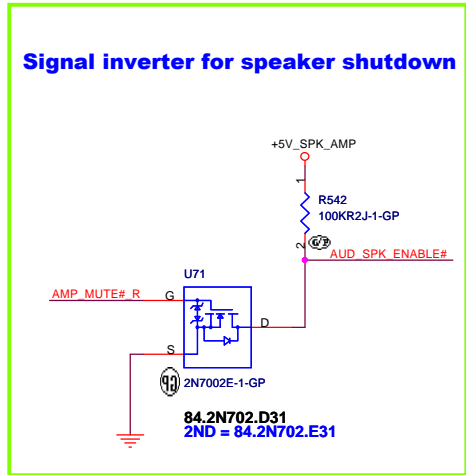 Signal inverter for speaker shutdown
+5V_SPK_AMP
1
R542
100KR2J-1-GP
2
G/P
AUD_SPK_ENABLE#
U71
AMP_MUTE#_R
G
D
S
2N7002E-1-GP
84.2N702.D31
2ND = 84.2N702.E31